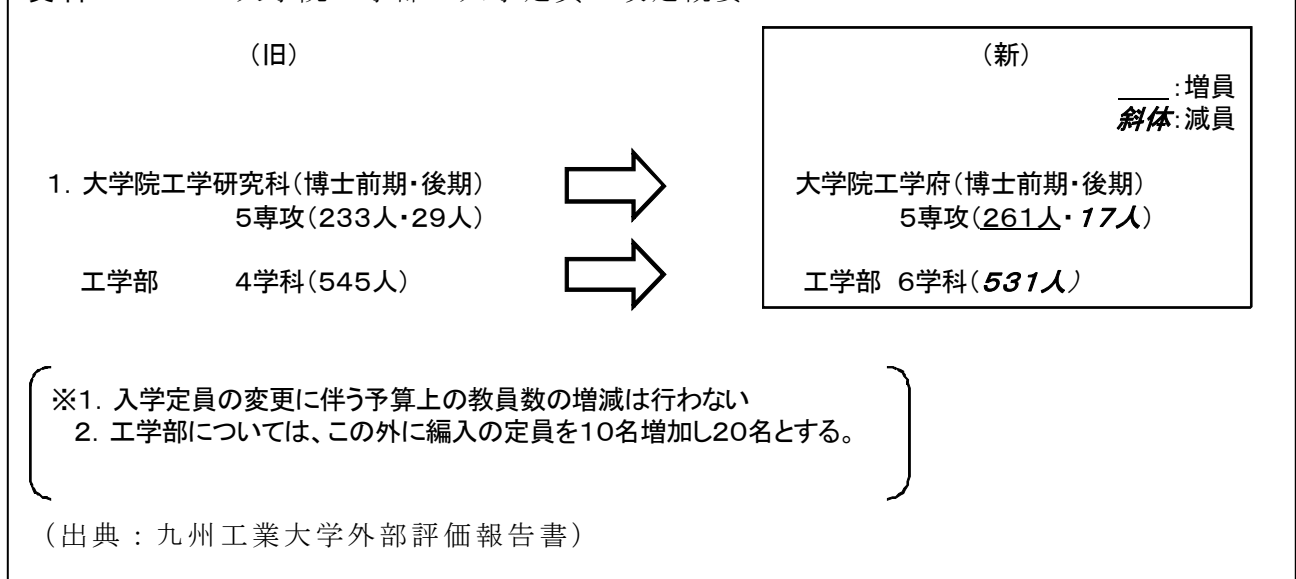 （旧）
（新）
：増員
斜体：減員
1．大学院工学研究科（博士前期・後期）
大学院工学府（博士前期・後期）
5専攻（233人・29人）
5専攻（261人・17人）
工学部　4学科（545人）
工学部　6学科（531人）
※1．入学定員の変更に伴う予算上の教員数の増減は行わない
2．工学部については、この外に編入の定員を10名増加し20名とする。
（出典：九州工業大学外部評価報告書）